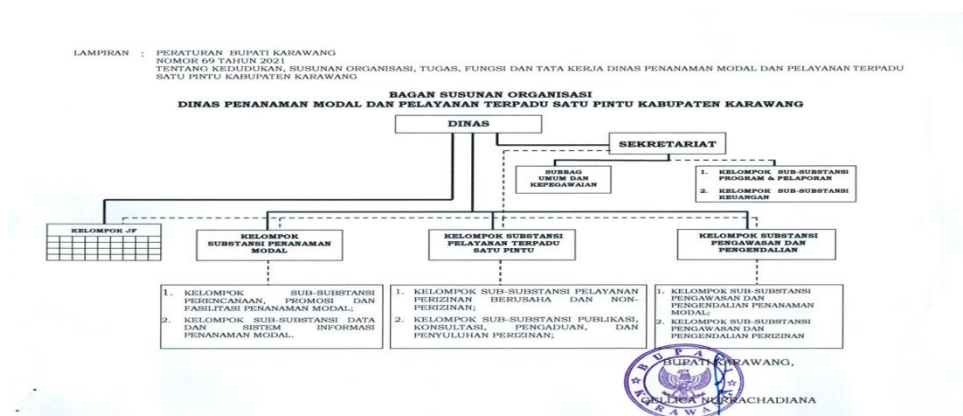 LAMPIRAN : PERATURAN BUPATI KARAWANG
NOMOR 69 TAHUN 2021
TENTANG KEDUDUKAN, SUSUNAN ORGANISASI, TUGAS, FUNGSI DAN TATA KERJA DINAS PENANAMAN MODAL DAN PELAYANAN TERPADU
SATU PINTU KABUPATEN KARAWANG
BAGAN SUSUNAN ORGANISASI
DINAS PENANAMAN MODAL DAN PELAYANAN TERPADU SATU PINTU KABUPATEN KARAWANG
DINAS
SEKRETARIAT
SUBBAG
UMUM DAN
KEPEGAWAIAN
1. KELOMPOK SUB-SUBSTANSI
PROGRAM & PELAPORAN
2. KELOMPOK SUB-SUBSTANSI
KEUANGAN
KELOMPOK JF
KELOMPOK
SUBSTANSI PENANAMAN
MODAL
KELOMPOK SUBSTANSI
PELAYANAN TERPADU
SATU PINTU
KELOMPOK SUBSTANSI
PENGAWASAN DAN
PENGENDALIAN
1. KELOMPOK SUB-SUBSTANSI
PERENCANAAN, PROMOSI DAN
FASILITASI PENANAMAN MODAL;
2. KELOMPOK SUB-SUBSTANSI DATA
DAN SISTEM INFORMASI
PENANAMAN MODAL.
1. KELOMPOK SUB-SUBSTANSI PELAYANAN
PERIZINAN BERUSAHA DAN NON-
PERIZINAN;
2. KELOMPOK SUB-SUBSTANSI PUBLIKASI,
KONSULTASI, PENGADUAN, DAN
PENYULUHAN PERIZINAN;
1. KELOMPOK SUB-SUBSTANSI
PENGAWASAN DAN
PENGENDALIAN PENANAMAN
MODAL;
2. KELOMPOK SUB-SUBSTANSI
PENGAWASAN DAN
PENGENDALIAN PERIZINAN
BUPATI KARAWANG,
BUPATI
KARAWANG
CELLICA NURRACHADIANA